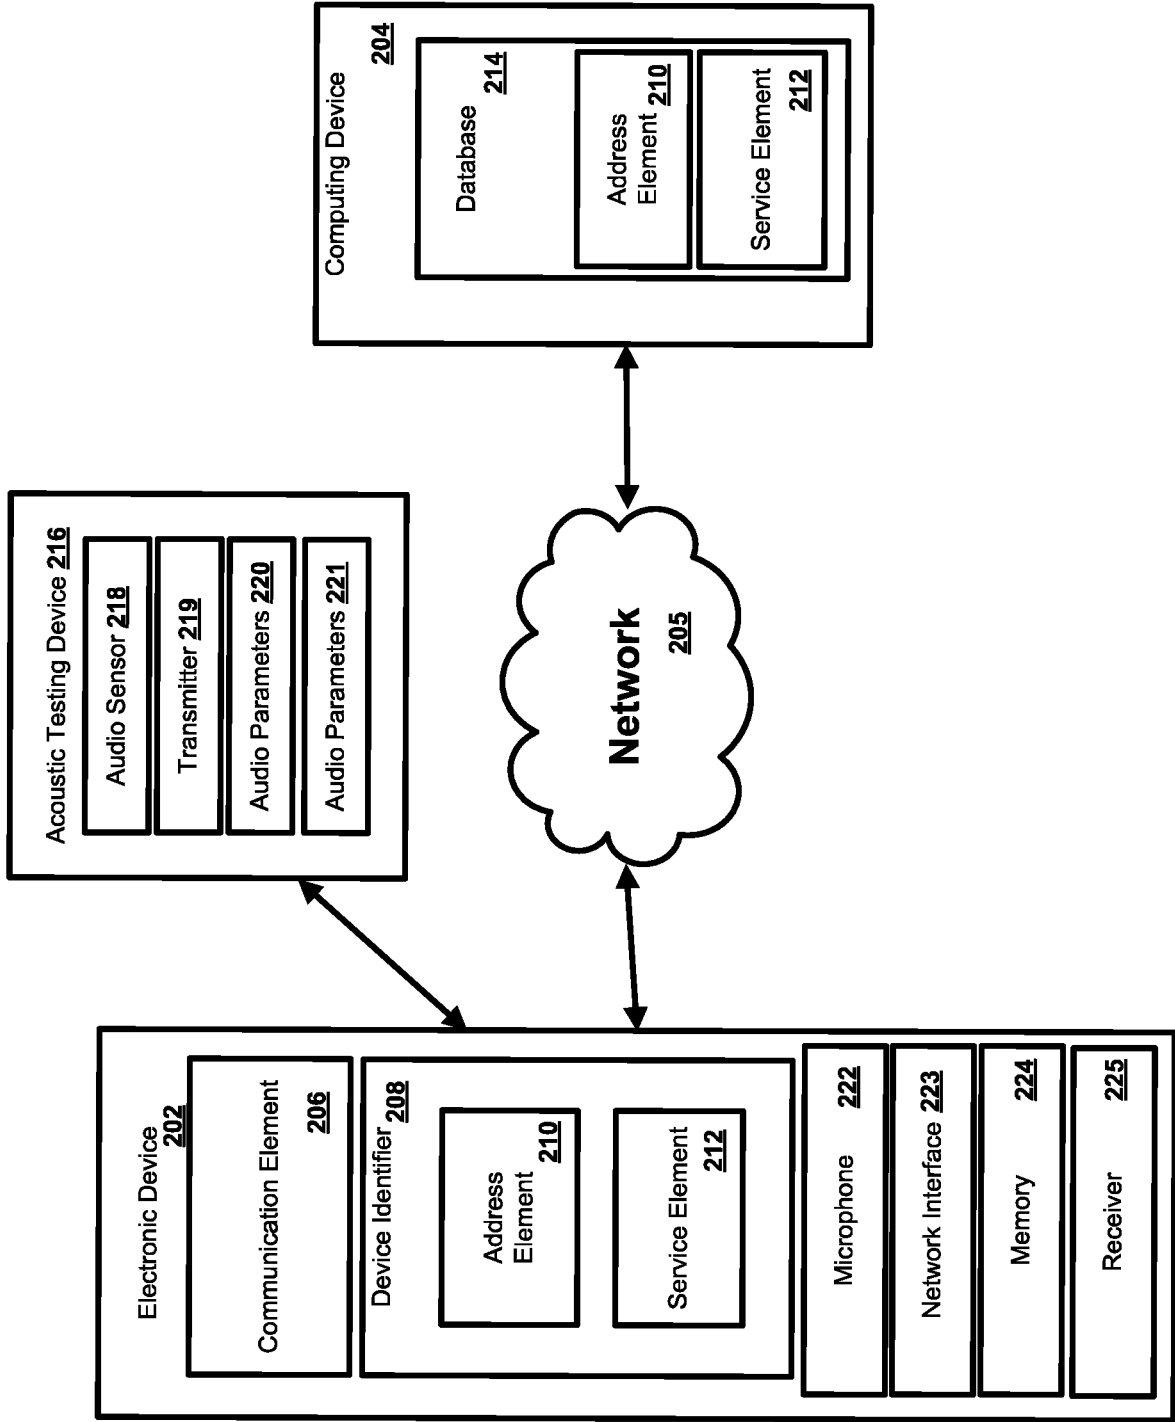 Electronic Device
202
Communication Element
206
Device Identifier
208
Address
Element
210
Service Element
212
Microphone
222
Network Interface 223
Memory
224
Receiver
225
Acoustic Testing Device 216
Audio Sensor 218
Transmitter 219
Audio Parameters 220
Audio Parameters 221
Network
205
Computing Device
204
Database
214
Address
Element
210
Service Element
212